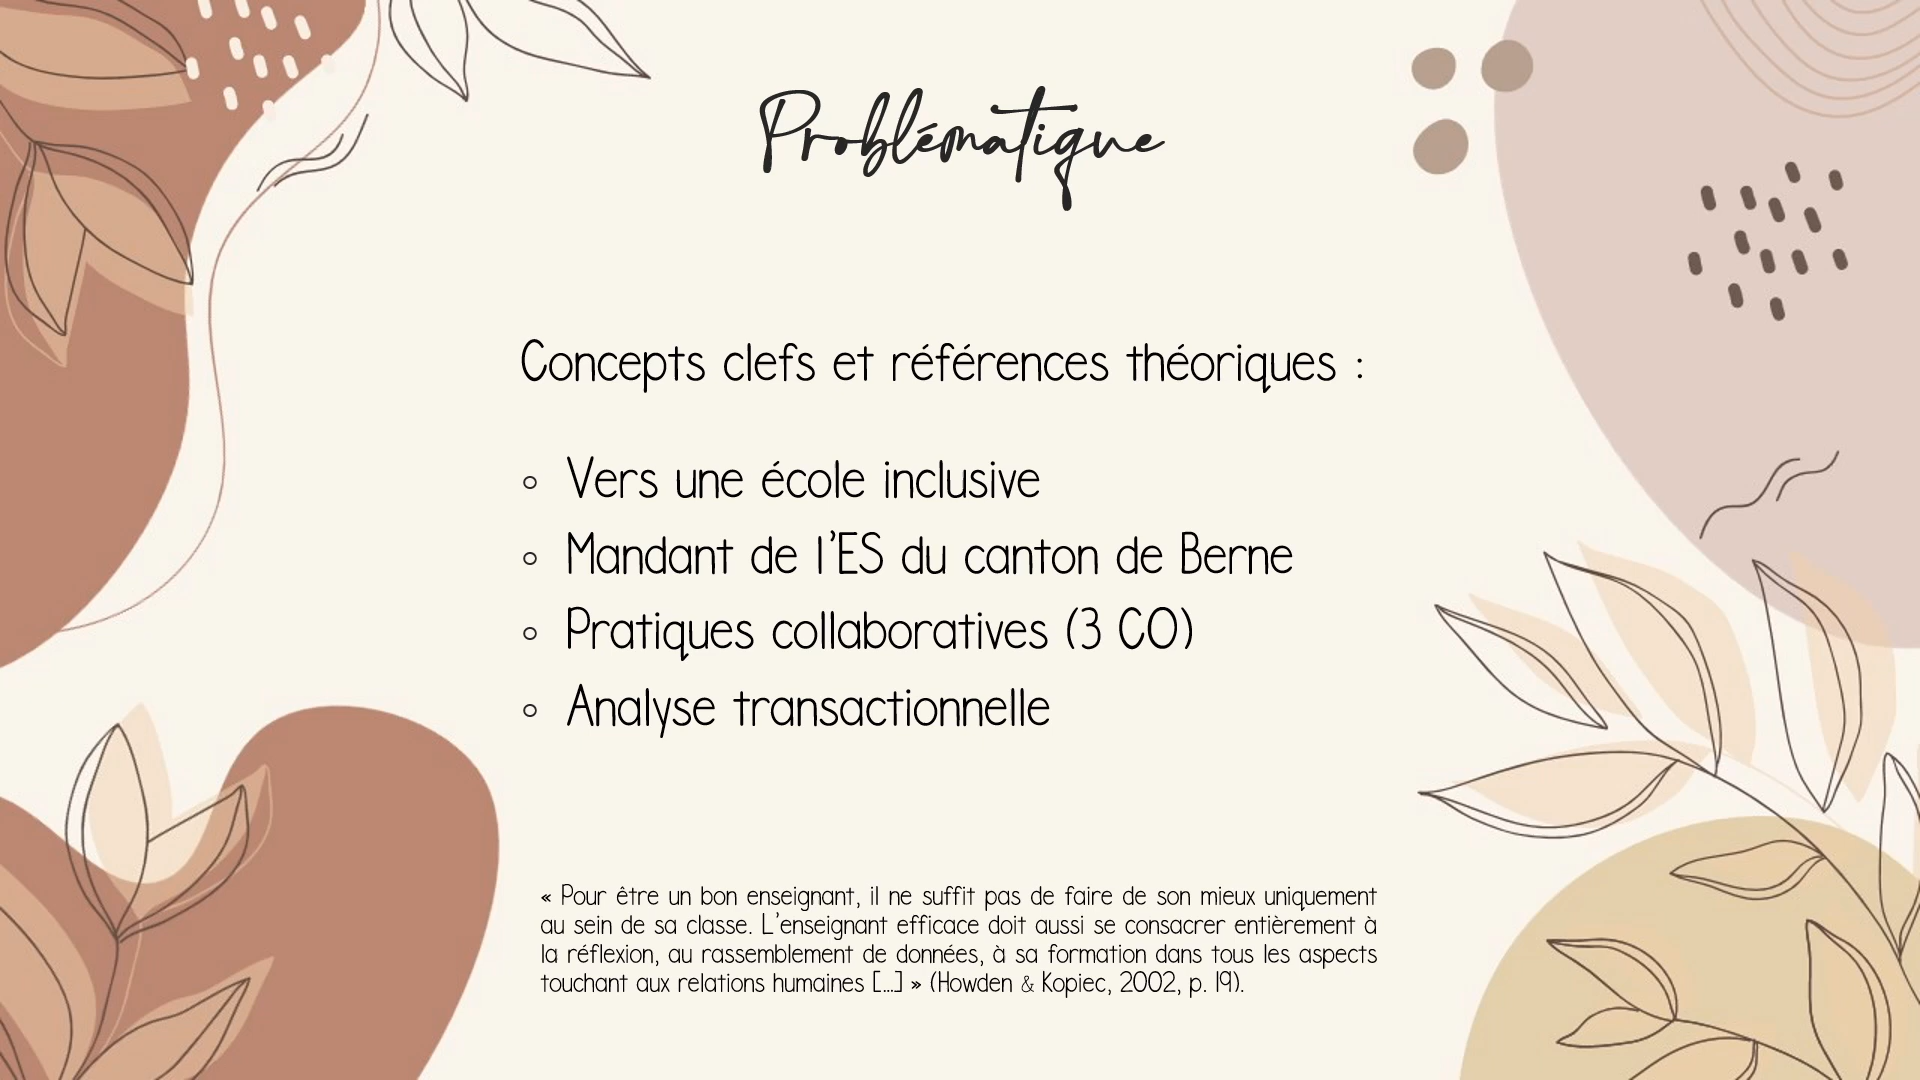 Problématique
Concepts clefs et références théoriques :
◦ Vers une école inclusive
◦ Mandant de l'ES du canton de Berne
◦ Pratiques collaboratives (3 CO)
◦ Analyse transactionnelle
« Pour être un bon enseignant, il ne suffit pas de faire de son mieux uniquement
au sein de sa classe. L'enseignant efficace doit aussi se consacrer entièrement à
la réflexion, au rassemblement de données, à sa formation dans tous les aspects
touchant aux relations humaines [...] » (Howden & Kopiec, 2002, p. 19).